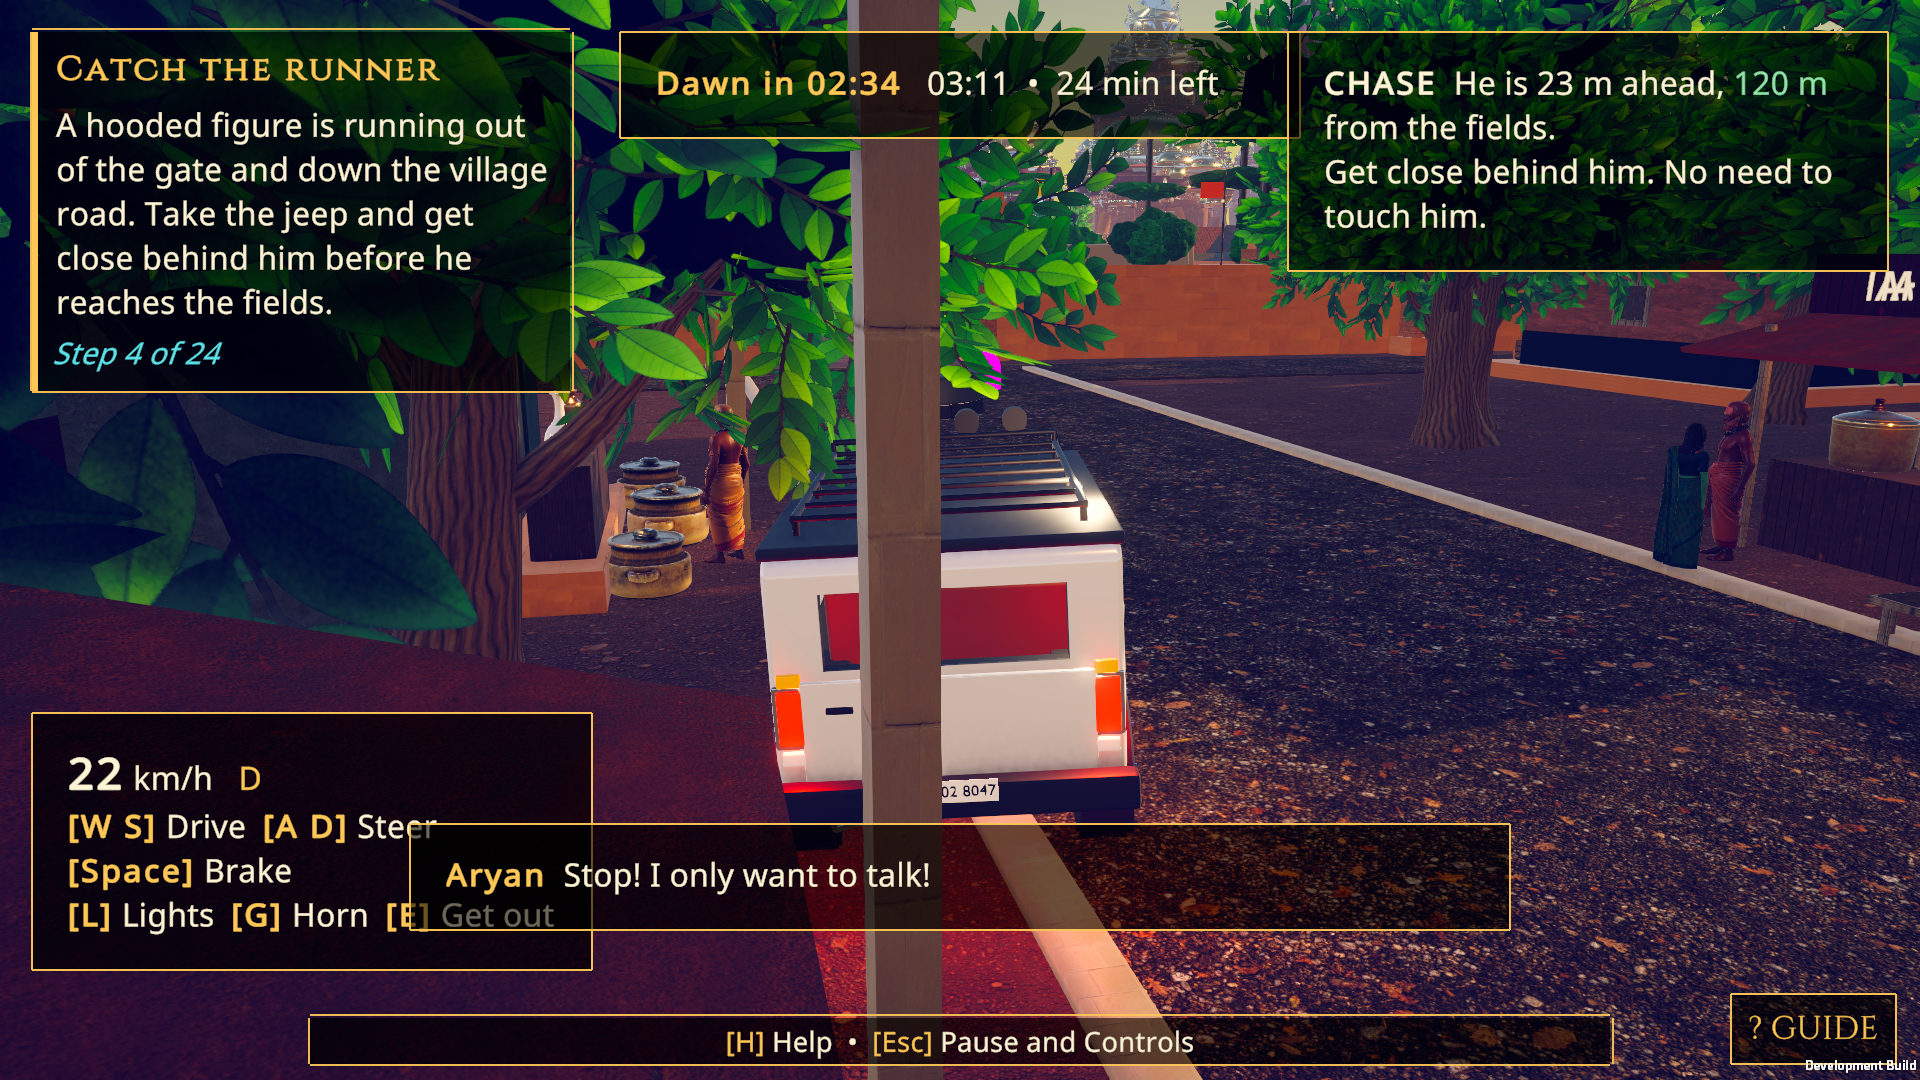 CATCH THE RUNNER
A hooded figure is running out
of the gate and down the village
road. Take the jeep and get
close behind him before he
reaches the fields.
Step 4 of 24
Dawn in 02:34 03:11 • 24 min left
CHASE He is 23 m ahead, 120 m
from the fields.
Get close behind him. No need to
touch him.
02 8047
22 km/h D
[W S] Drive [A D] Steer
[Space] Brake
[L] Lights [G] Horn [E] Get out
Aryan Stop! I only want to talk!
[H] Help • [Esc] Pause and Controls
? GUIDE
Development Build